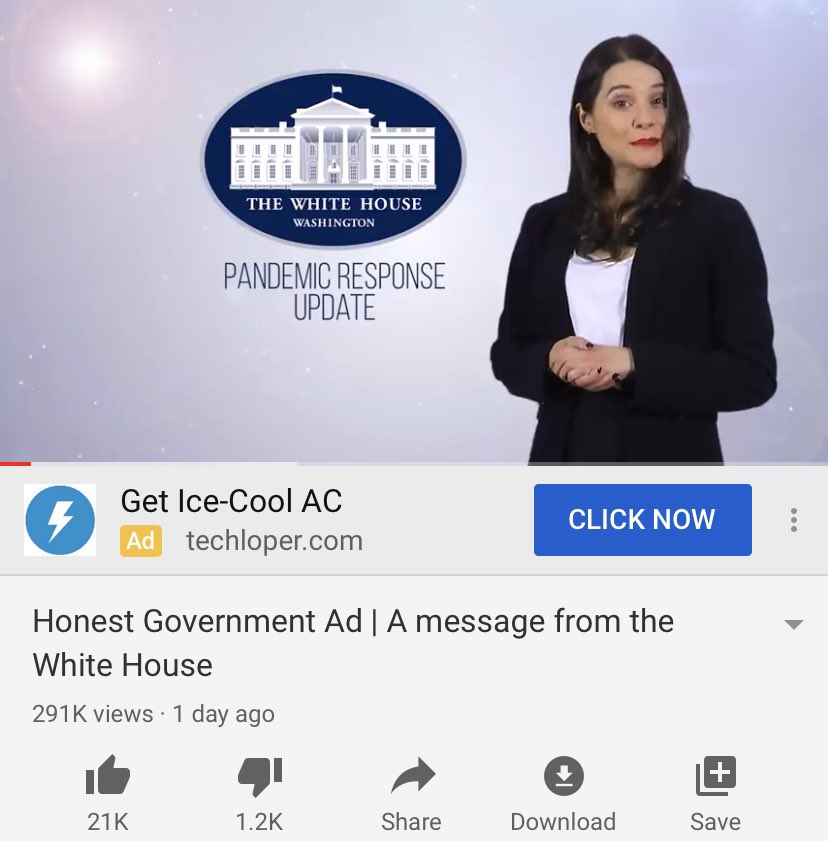 THE WHITE HOUSE
WASHINGTON
PANDEMIC RESPONSE
UPDATE
Get Ice-Cool AC
Ad techloper.com
CLICK NOW
Honest Government Ad | A message from the
White House
291K views · 1 day ago
21K 1.2K Share Download Save